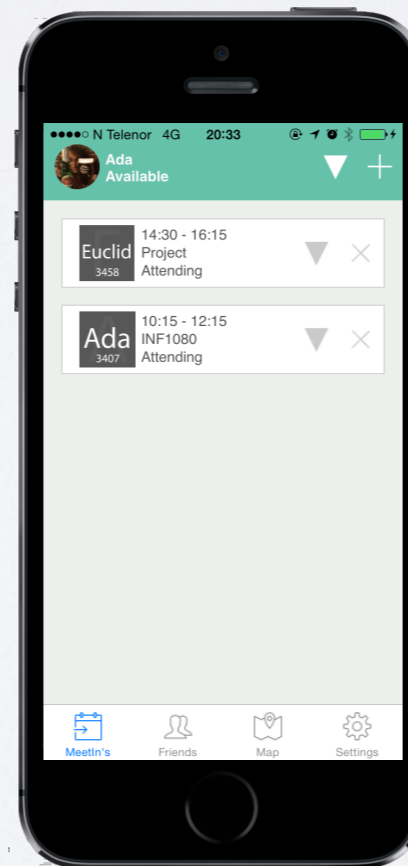 N Telenor 4G 20:33
Ada
Available
Euclid
3458
14:30 - 16:15
Project
Attending
Ada
3407
10:15 - 12:15
INF1080
Attending
MeetIn's Friends Map Settings